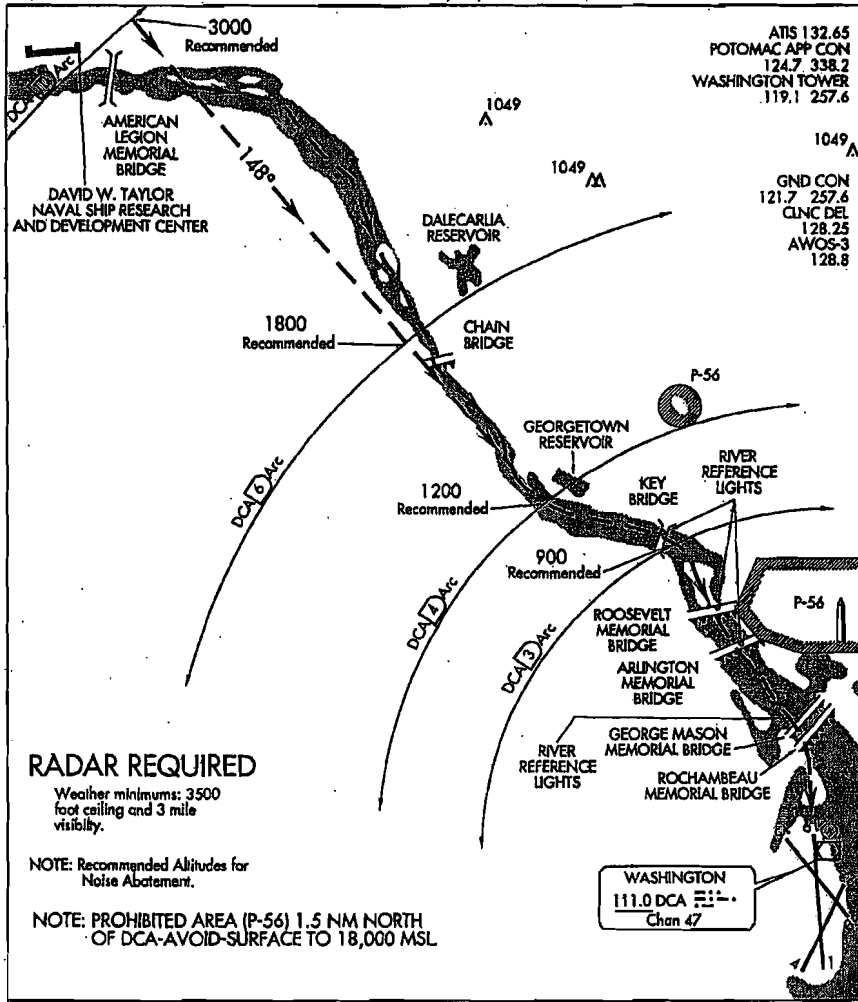 3000
Recommended
ATIS 132.65
POTOMAC APP CON
124.7 338.2
WASHINGTON TOWER
119.1 257.6
DCA Arc
AMERICAN
LEGION
MEMORIAL
BRIDGE
1049
1049
1049
148°
DAVID W. TAYLOR
NAVAL SHIP RESEARCH
AND DEVELOPMENT CENTER
GND CON
121.7 257.6
CLNC DEL
128.25
AWOS-3
128.8
DALECARLIA
RESERVOIR
1800
Recommended
CHAIN
BRIDGE
P-56
GEORGETOWN
RESERVOIR
RIVER
REFERENCE
LIGHTS
KEY
BRIDGE
DCA 6 Arc
1200
Recommended
900
Recommended
P-56
DCA 4 Arc
ROOSEVELT
MEMORIAL
BRIDGE
DCA 3 Arc
ARLINGTON
MEMORIAL
BRIDGE
GEORGE MASON
MEMORIAL BRIDGE
RIVER
REFERENCE
LIGHTS
ROCHAMBEAU
MEMORIAL BRIDGE
RADAR REQUIRED
Weather minimums: 3500
foot ceiling and 3 mile
visibility.
NOTE: Recommended Altitudes for
Noise Abatement.
WASHINGTON
111.0 DCA
Chan 47
NOTE: PROHIBITED AREA (P-56) 1.5 NM NORTH
OF DCA-AVOID-SURFACE TO 18,000 MSL
4
1